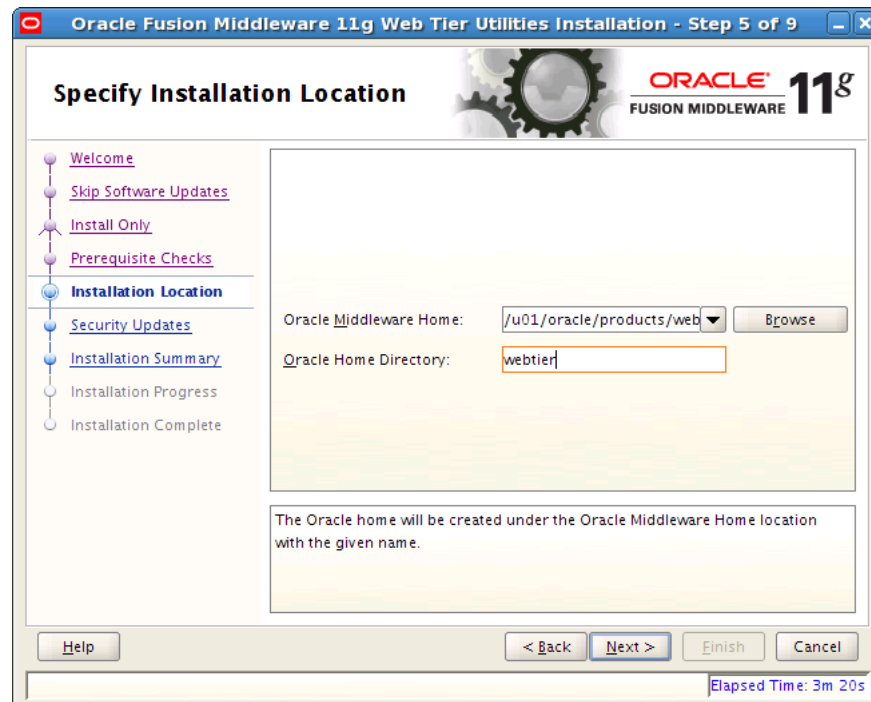 Oracle Fusion Middleware 11g Web Tier Utilities Installation - Step 5 of 9
Specify Installation Location
ORACLE
FUSION MIDDLEWARE
11g
Welcome
Skip Software Updates
Install Only
Prerequisite Checks
Installation Location
Security Updates
Installation Summary
Installation Progress
Installation Complete
Oracle Middleware Home: /u01/oracle/products/web Browse
Oracle Home Directory: webtier
The Oracle home will be created under the Oracle Middleware Home location
with the given name.
Help < Back Next > Finish Cancel
Elapsed Time: 3m 20s